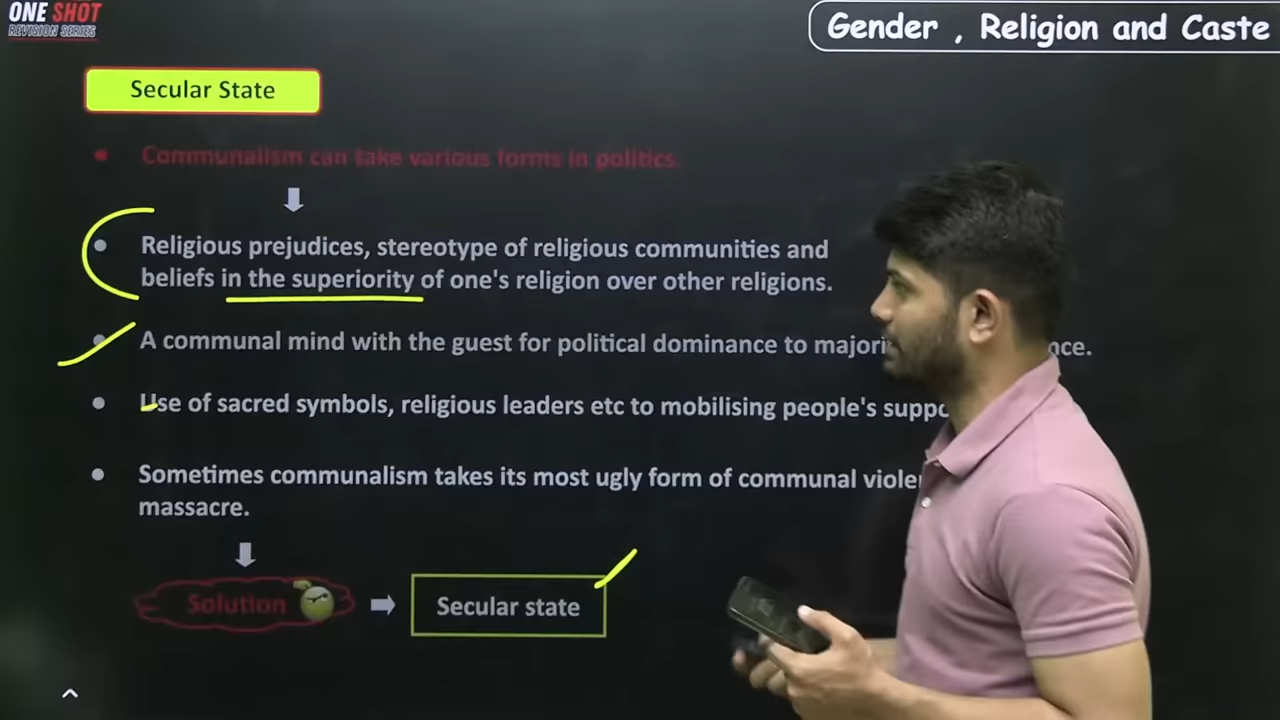 ONE SHOT
REVISION SERIES
Gender , Religion and Caste
Secular State
Communalism can take various forms in politics.
Religious prejudices, stereotype of religious communities and
beliefs in the superiority of one's religion over other religions.
A communal mind with the guest for political dominance to
Use of sacred symbols, religious leaders etc to mobilising people's
Sometimes communalism takes its most ugly form of communal
massacre.
Solution
Secular state